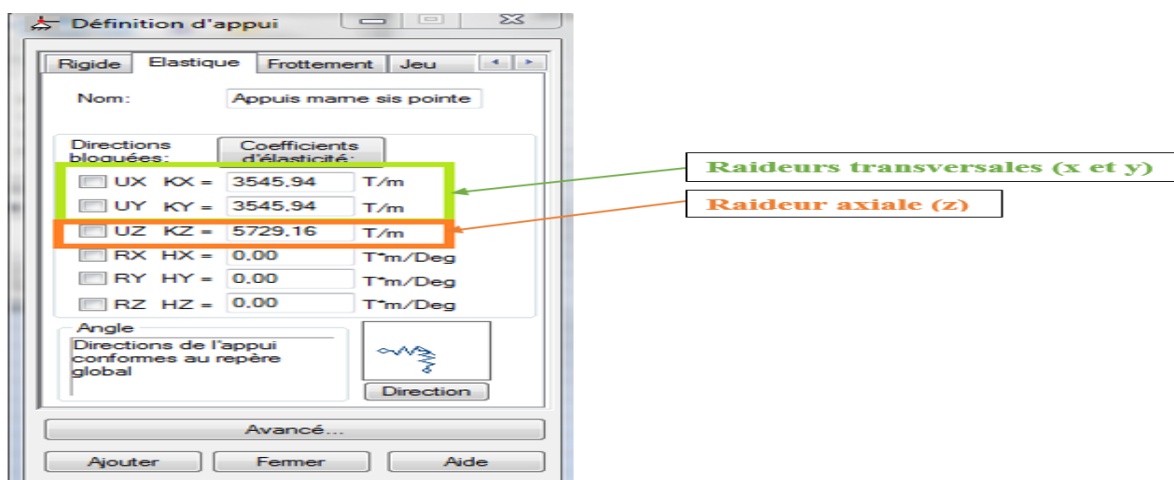 Définition d'appui
Rigide Elastique Frottement Jeu
Nom: Appuis marne sis pointe
Directions bloquées: Coefficients d'élasticité:
UX KX = 3545,94 T/m
UY KY = 3545,94 T/m
UZ KZ = 5729,16 T/m
RX HX = 0,00 T*m/Deg
RY HY = 0,00 T*m/Deg
RZ HZ = 0,00 T*m/Deg
Angle
Directions de l'appui
conformes au repère
global
Direction
Avancé...
Ajouter Fermer Aide
Raideurs transversales (x et y)
Raideur axiale (z)